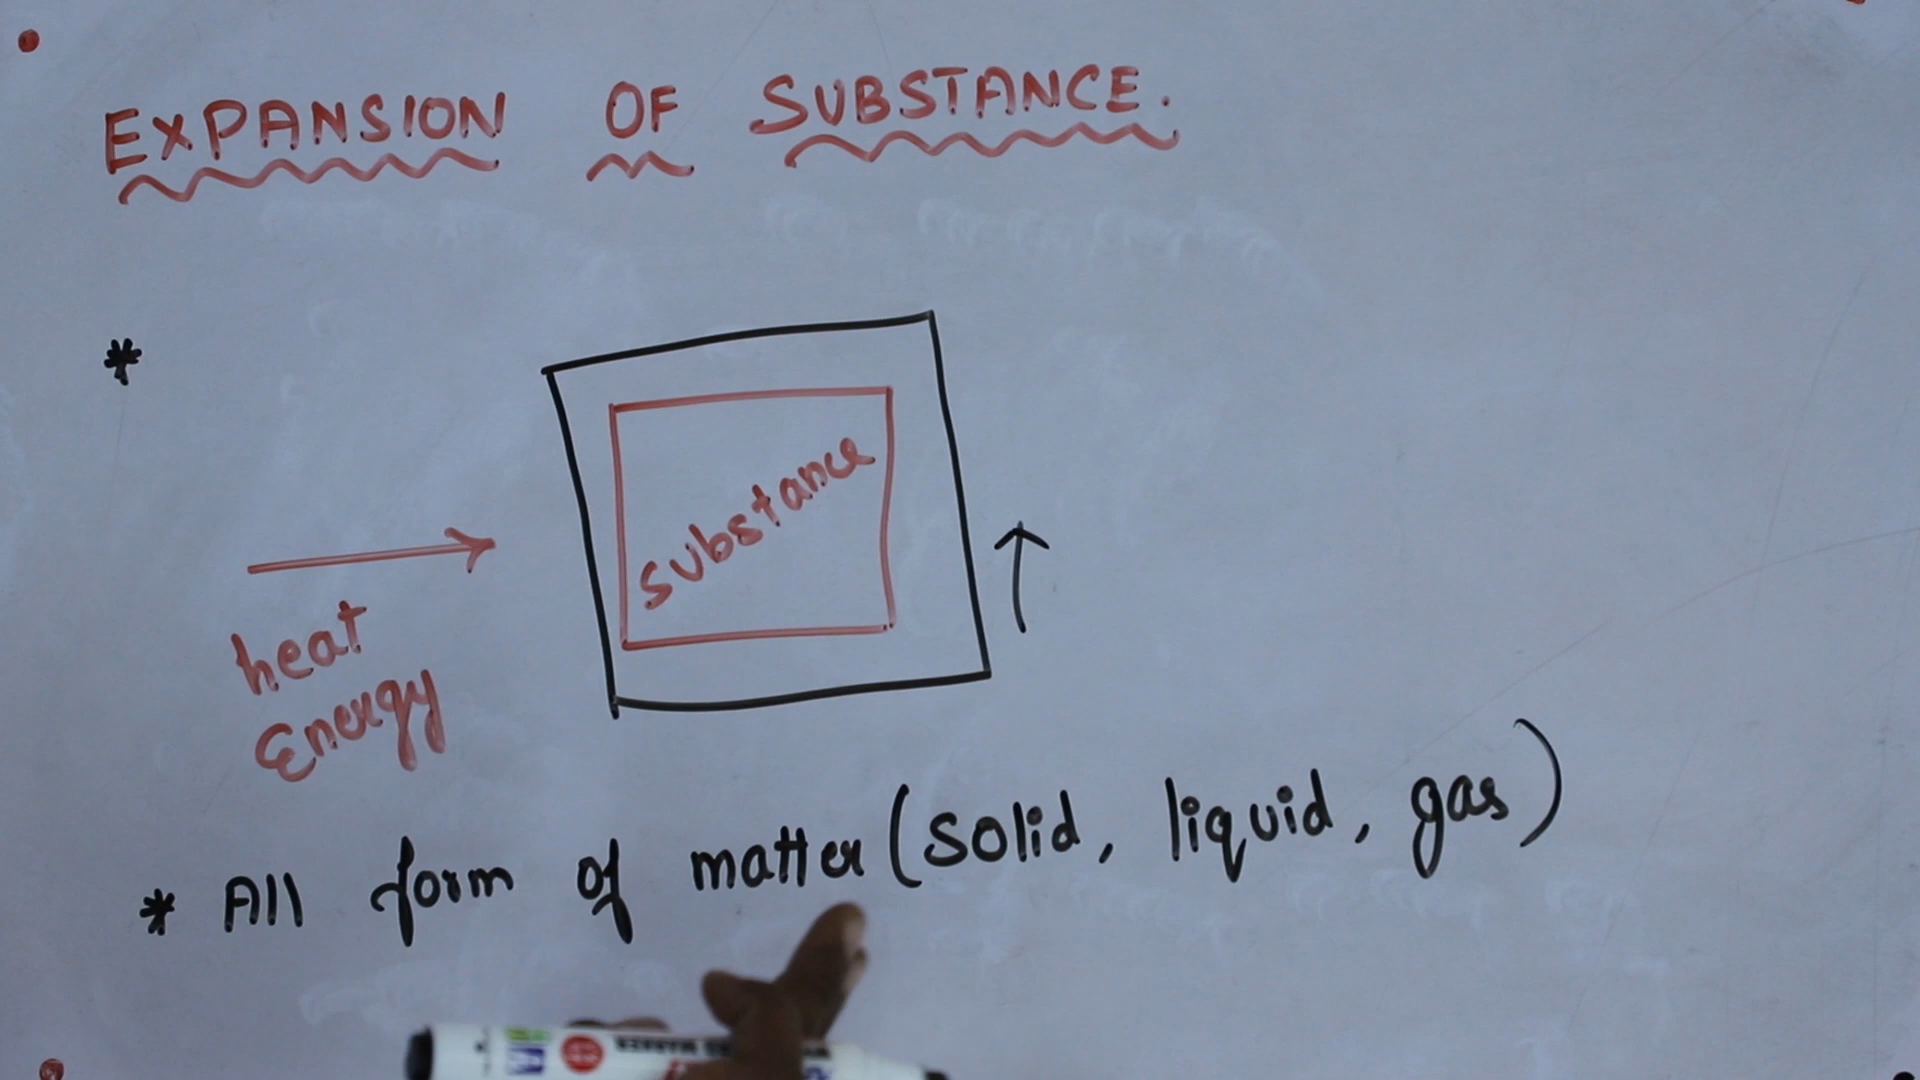 EXPANSION OF SUBSTANCE.
*
substance
heat
Energy
* All form of matter (solid, liquid, gas)